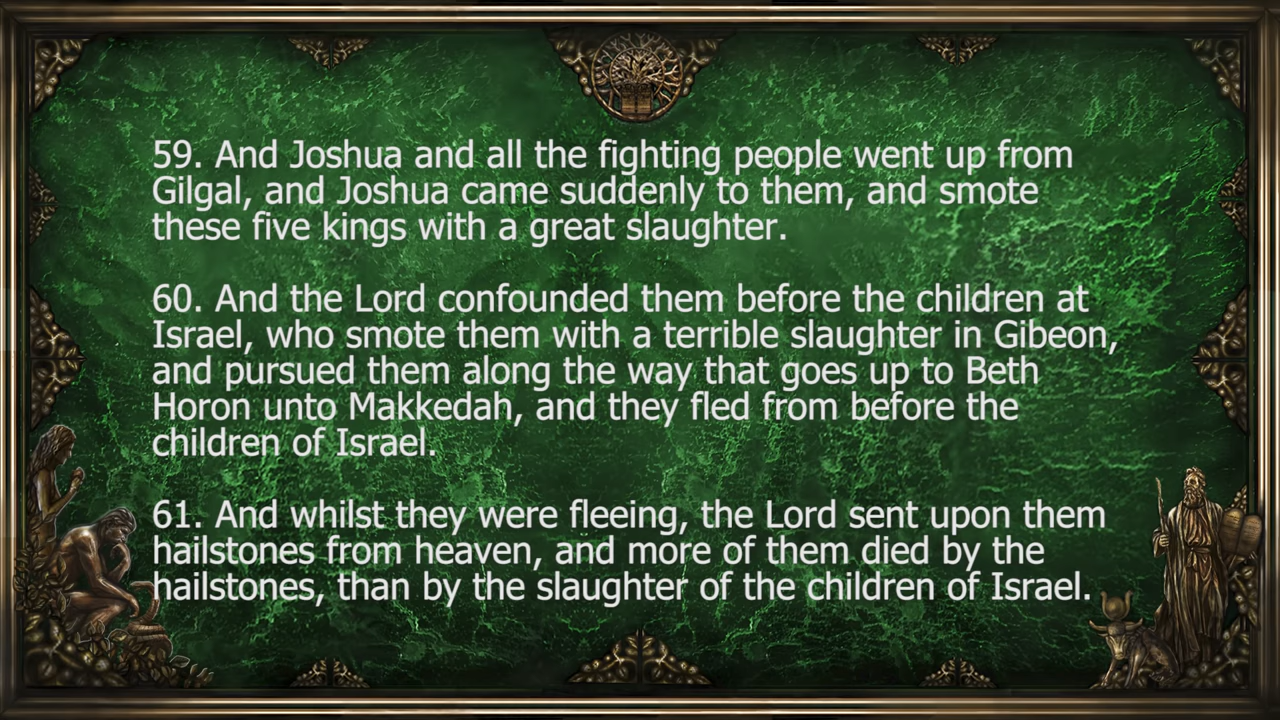 59. And Joshua and all the fighting people went up from
Gilgal, and Joshua came suddenly to them, and smote
these five kings with a great slaughter.
60. And the Lord confounded them before the children at
Israel, who smote them with a terrible slaughter in Gibeon,
and pursued them along the way that goes up to Beth
Horon unto Makkedah, and they fled from before the
children of Israel.
61. And whilst they were fleeing, the Lord sent upon them
hailstones from heaven, and more of them died by the
hailstones, than by the slaughter of the children of Israel.